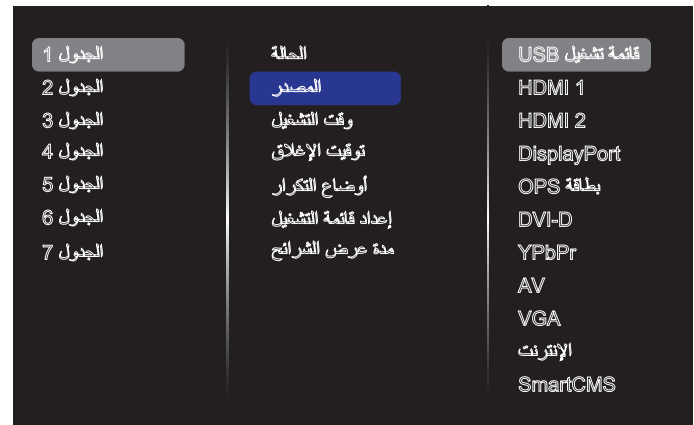 الجدول 1
الجدول 2
الجدول 3
الجدول 4
الجدول 5
الجدول 6
الجدول 7
الحالة
المصدر
وقت التشغيل
توقيت الإغلاق
أوضاع التكرار
إعداد قائمة التشغيل
مدة عرض الشرائح
قائمة تشغيل USB
HDMI 1
HDMI 2
DisplayPort
بطاقة OPS
DVI-D
YPbPr
AV
VGA
الإنترنت
SmartCMS